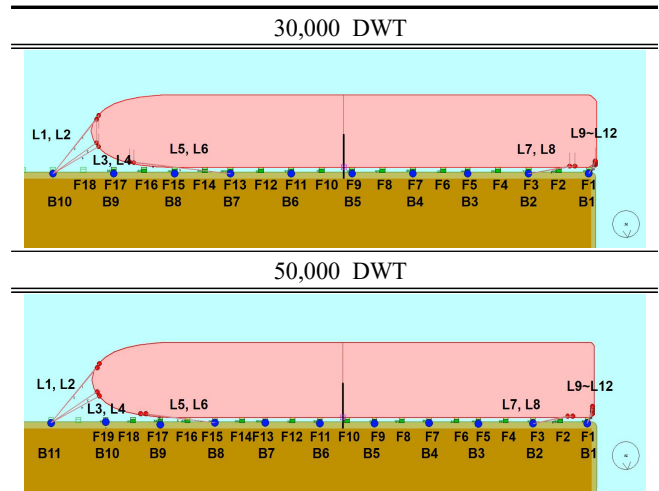 30,000 DWT
L1, L2
L3, L4
L5, L6
L7, L8
L9~L12
F18 F17 F16 F15 F14 F13 F12 F11 F10 F9 F8 F7 F6 F5 F4 F3 F2 F1
B10 B9 B8 B7 B6 B5 B4 B3 B2 B1
N
50,000 DWT
L1, L2
L3, L4
L5, L6
L7, L8
L9~L12
F19 F18 F17 F16 F15 F14 F13 F12 F11 F10 F9 F8 F7 F6 F5 F4 F3 F2 F1
B11 B10 B9 B8 B7 B6 B5 B4 B3 B2 B1
N